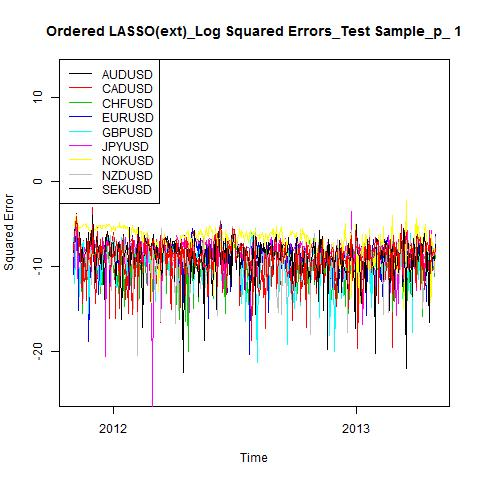 Ordered LASSO(ext)_Log Squared Errors_Test Sample_p_ 1
AUDUSD
CADUSD
CHFUSD
EURUSD
GBPUSD
JPYUSD
NOKUSD
NZDUSD
SEKUSD
10
0
-10
-20
Squared Error
2012
2013
Time